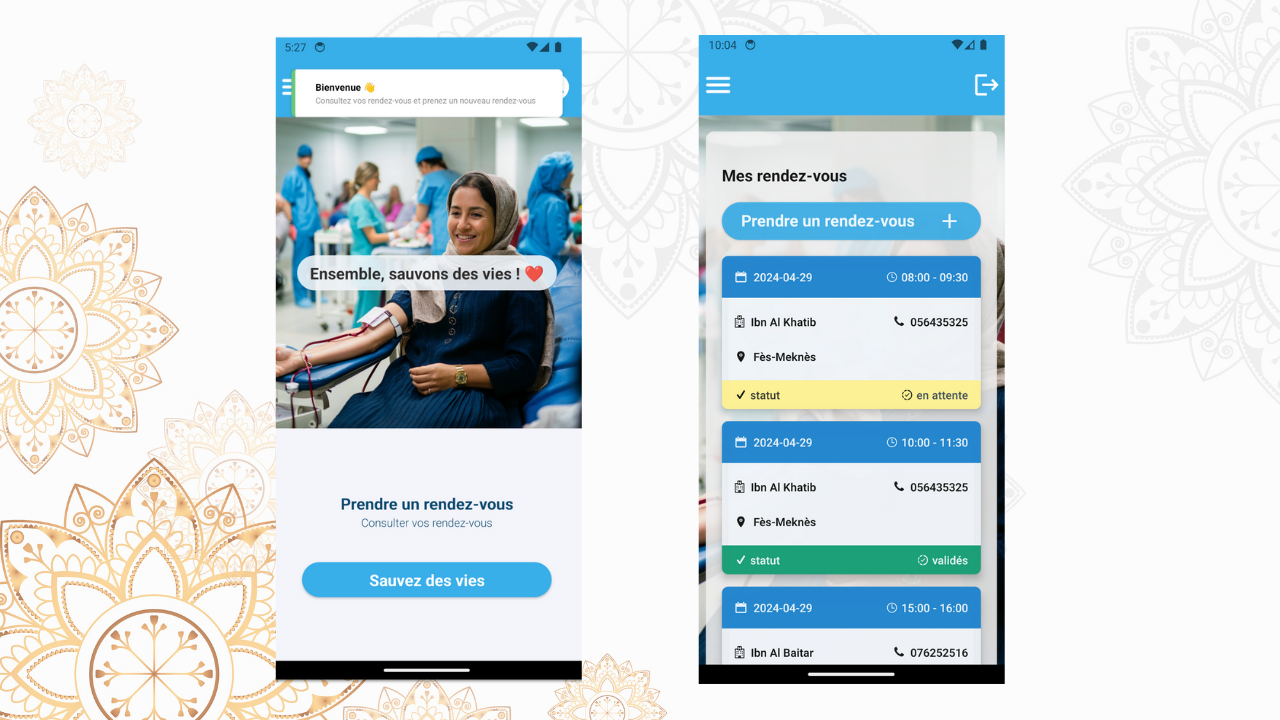 5:27
Bienvenue 👋
Consultez vos rendez-vous et prenez un nouveau rendez-vous
Ensemble, sauvons des vies ! ❤️
Prendre un rendez-vous
Consulter vos rendez-vous
Sauvez des vies
10:04
Mes rendez-vous
Prendre un rendez-vous +
2024-04-29 08:00 - 09:30
Ibn Al Khatib 056435325
Fès-Meknès
statut en attente
2024-04-29 10:00 - 11:30
Ibn Al Khatib 056435325
Fès-Meknès
statut validés
2024-04-29 15:00 - 16:00
Ibn Al Baitar 076252516